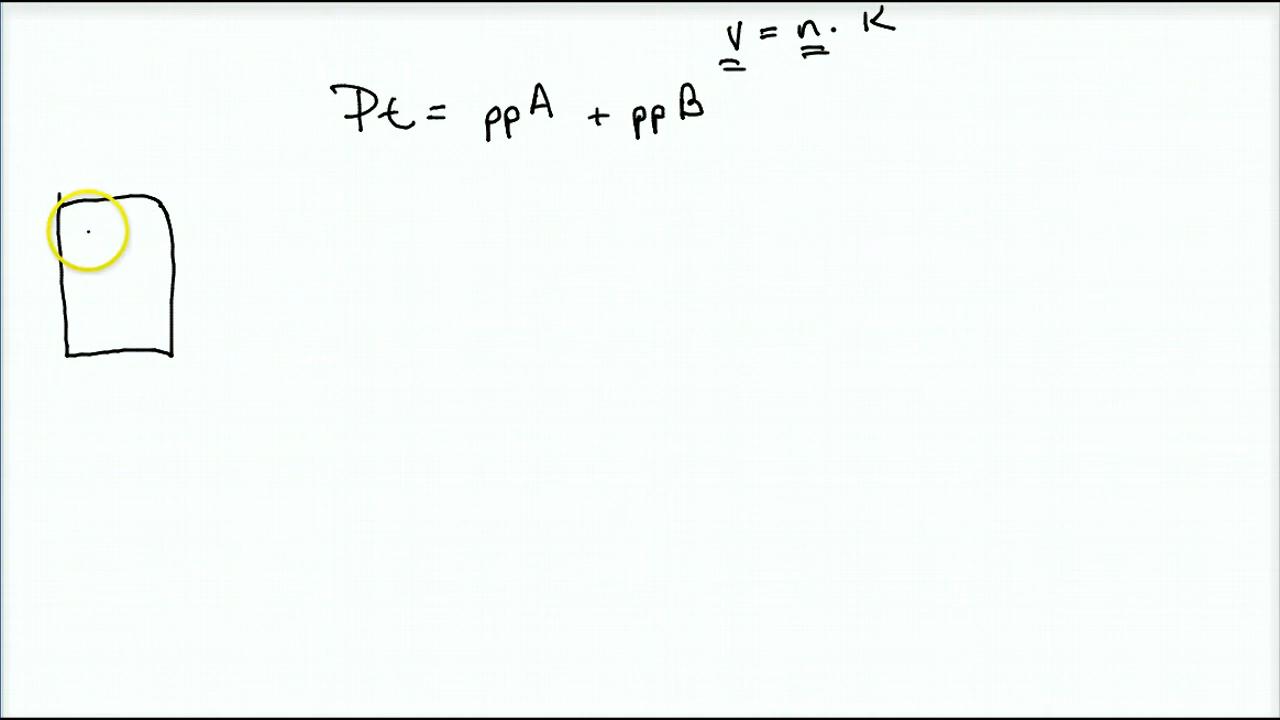 v = n . K
Pt = ppA + ppB